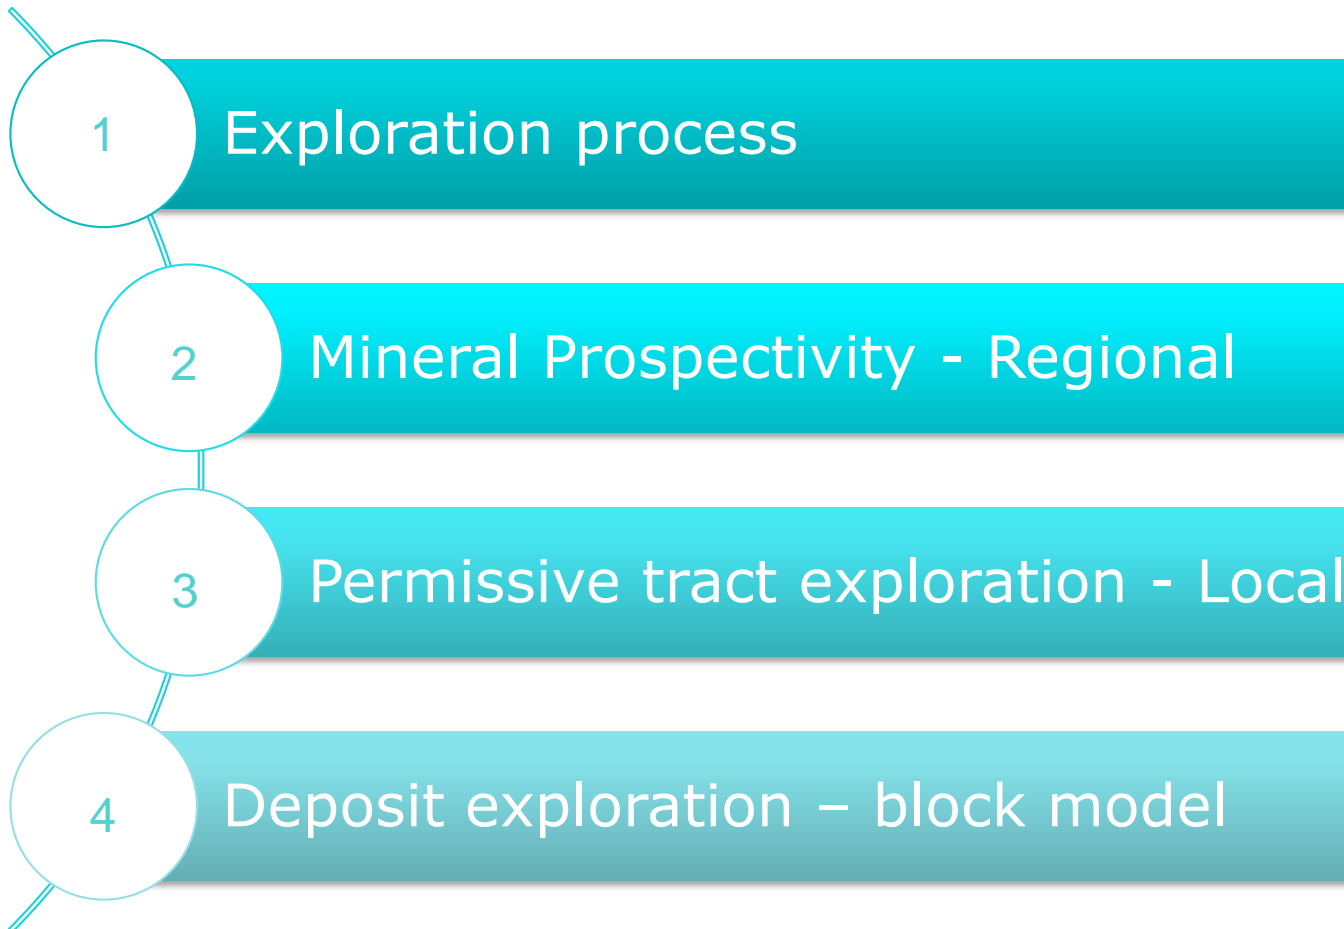 1 Exploration process
2 Mineral Prospectivity - Regional
3 Permissive tract exploration - Local
4 Deposit exploration – block model